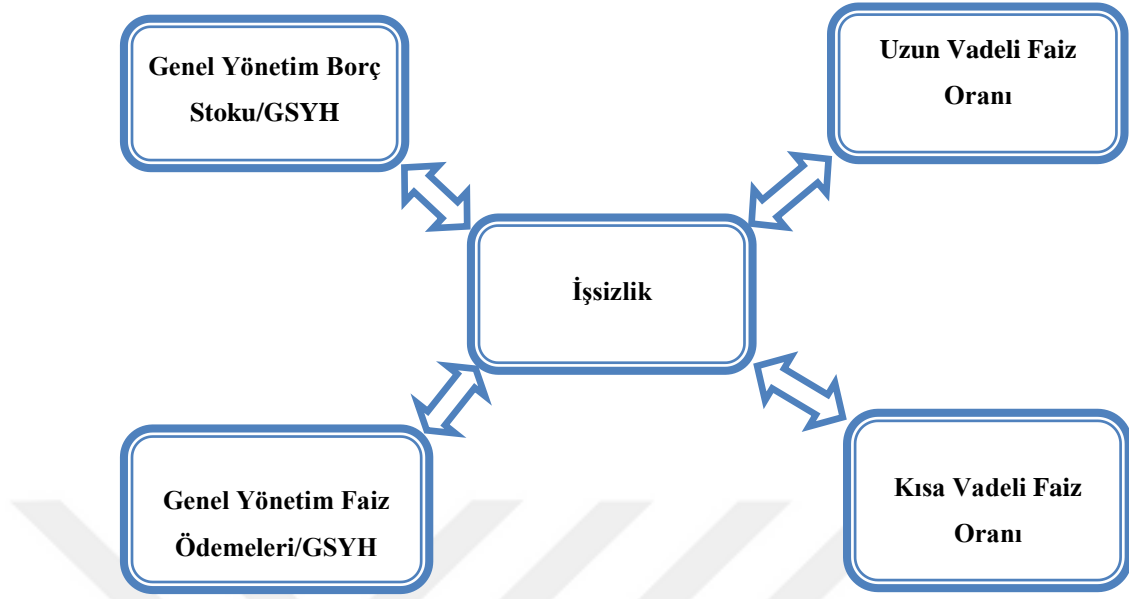 Genel Yönetim Borç
Stoku/GSYH
Uzun Vadeli Faiz
Oranı
İşsizlik
Genel Yönetim Faiz
Ödemeleri/GSYH
Kısa Vadeli Faiz
Oranı